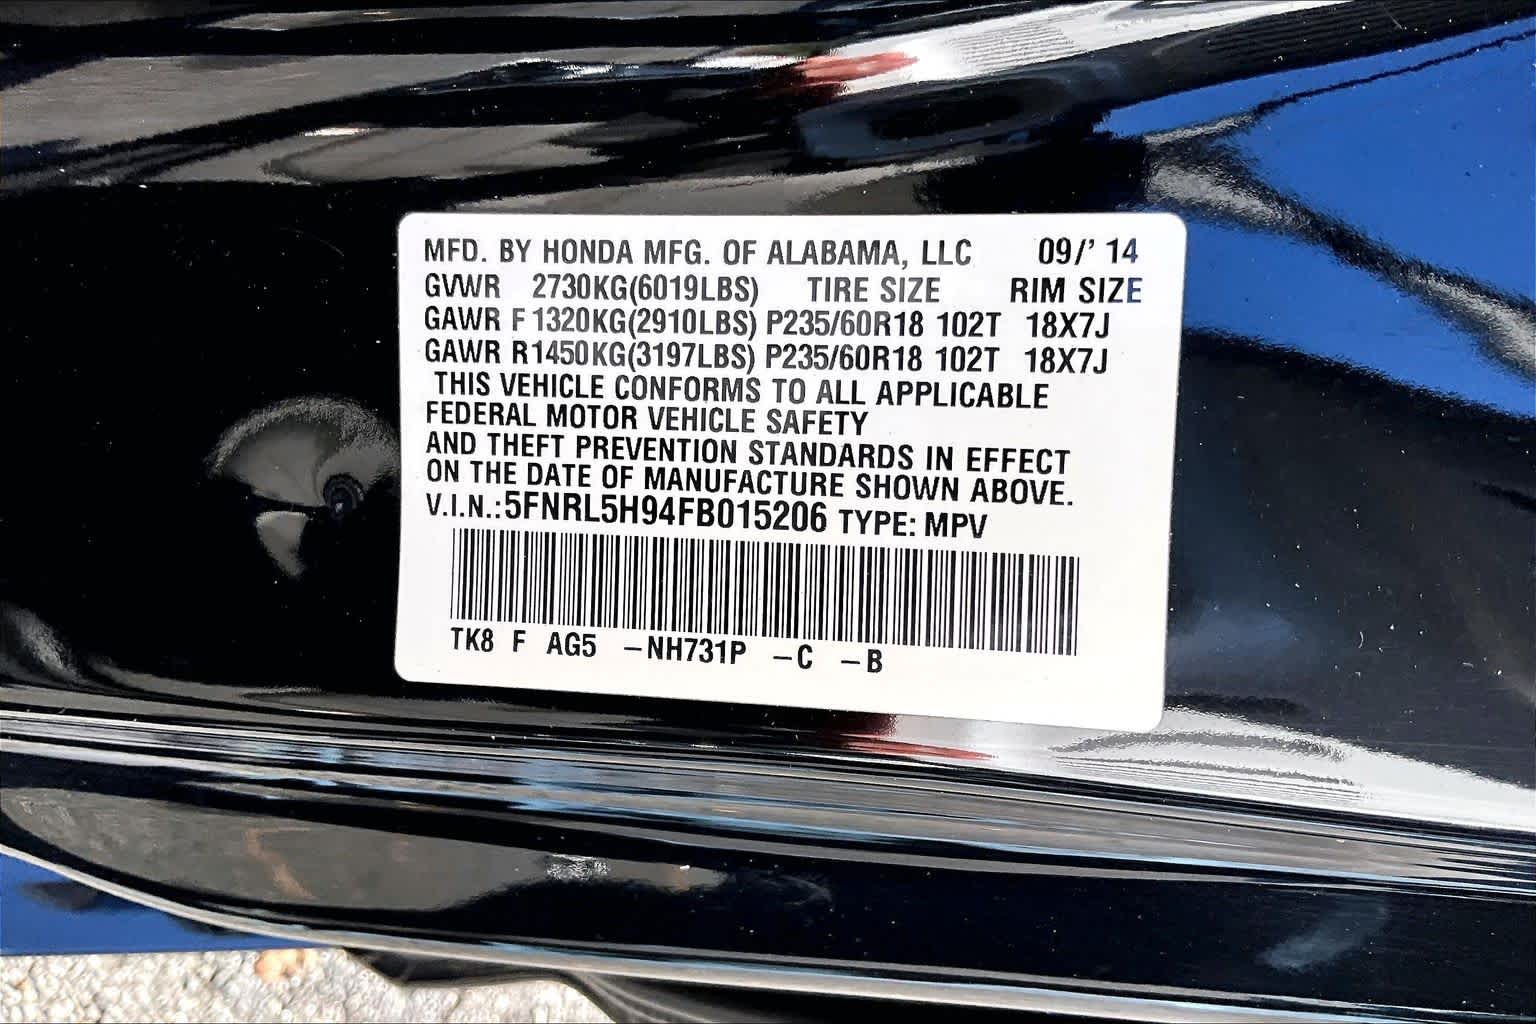 MFD. BY HONDA MFG. OF ALABAMA, LLC 09/' 14
GVWR 2730KG(6019LBS) TIRE SIZE RIM SIZE
GAWR F 1320KG(2910LBS) P235/60R18 102T 18X7J
GAWR R 1450KG(3197LBS) P235/60R18 102T 18X7J
THIS VEHICLE CONFORMS TO ALL APPLICABLE
FEDERAL MOTOR VEHICLE SAFETY
AND THEFT PREVENTION STANDARDS IN EFFECT
ON THE DATE OF MANUFACTURE SHOWN ABOVE.
V.I.N.: 5FNRL5H94FB015206 TYPE: MPV
TK8 F AG5 –NH731P –C –B